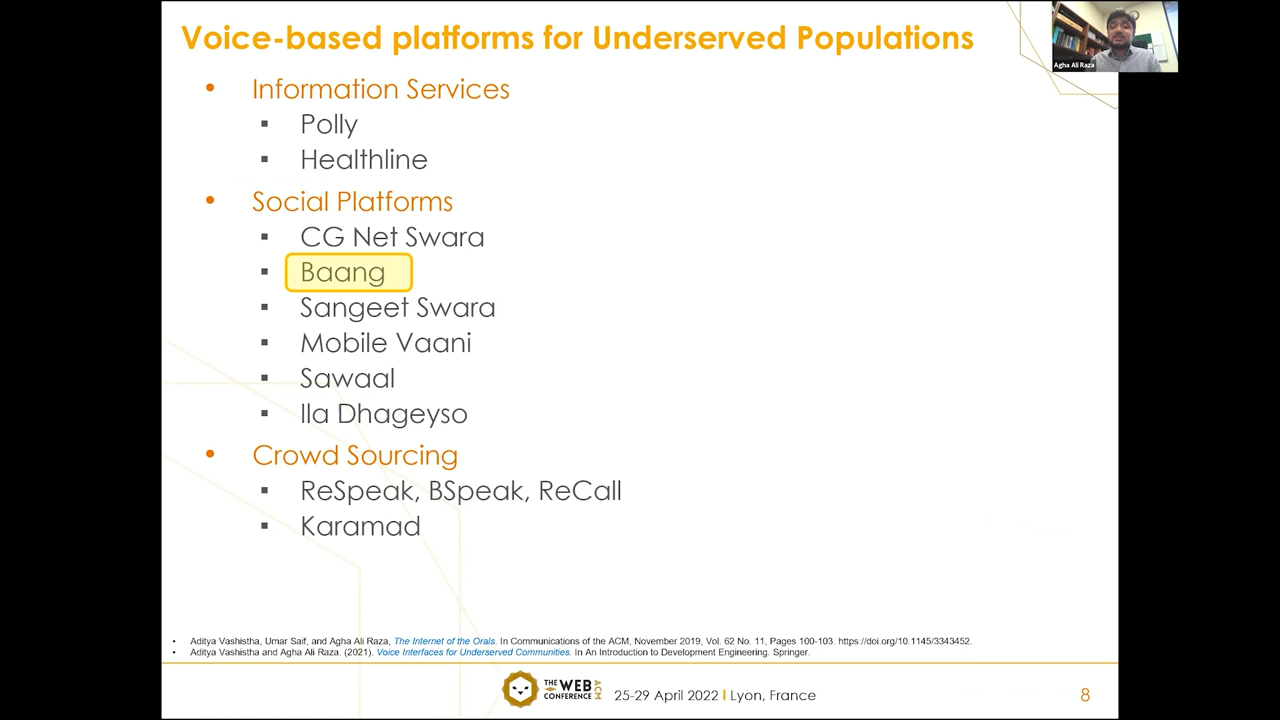 Voice-based platforms for Underserved Populations
Agha Ali Raza
• Information Services
▪ Polly
▪ Healthline
• Social Platforms
▪ CG Net Swara
▪ Baang
▪ Sangeet Swara
▪ Mobile Vaani
▪ Sawaal
▪ Ila Dhageyso
• Crowd Sourcing
▪ ReSpeak, BSpeak, ReCall
▪ Karamad
• Aditya Vashistha, Umar Saif, and Agha Ali Raza, The Internet of the Orals. In Communications of the ACM, November 2019, Vol. 62 No. 11, Pages 100-103. https://doi.org/10.1145/3343452.
• Aditya Vashistha and Agha Ali Raza. (2021). Voice Interfaces for Underserved Communities. In An Introduction to Development Engineering. Springer.
THE WEB CONFERENCE ACM
25-29 April 2022 I Lyon, France
8